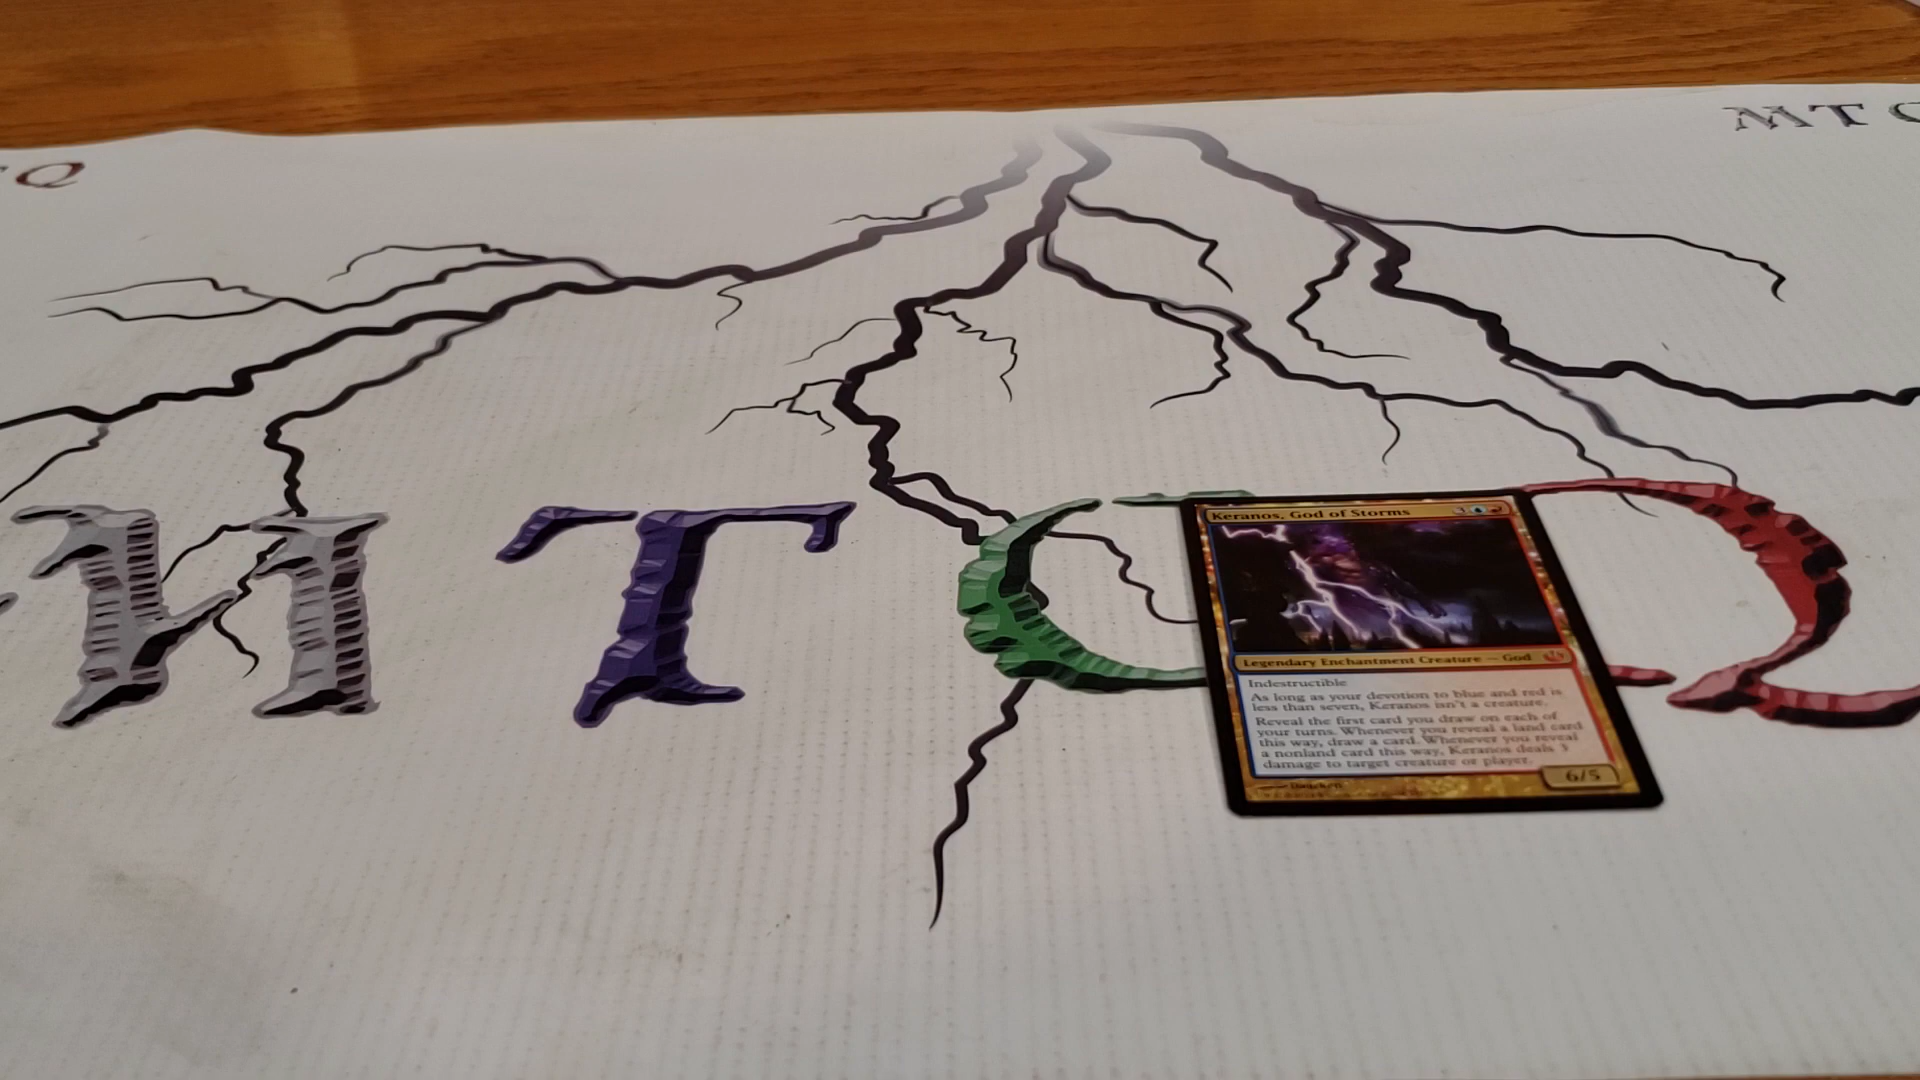 Q
MT
M T G Q
Keranos, God of Storms 3
Legendary Enchantment Creature — God
Indestructible
As long as your devotion to blue and red is
less than seven, Keranos isn't a creature.
Reveal the first card you draw on each of
your turns. Whenever you reveal a land card
this way, draw a card. Whenever you reveal
a nonland card this way, Keranos deals 3
damage to target creature or player.
6/5